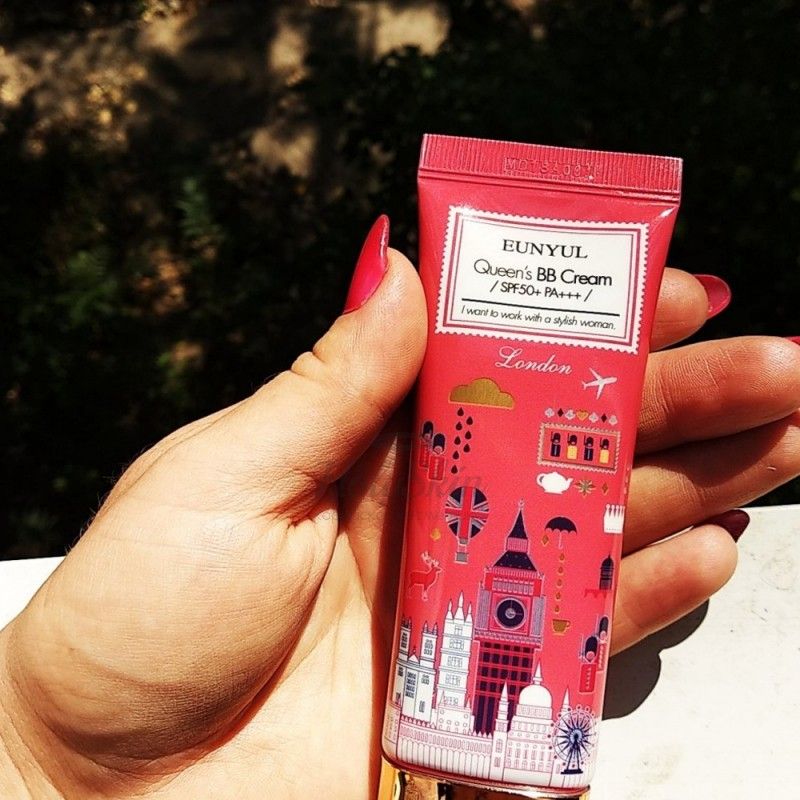 EUNYUL
Queen's BB Cream
/ SPF50+ PA+++ /
I want to work with a stylish woman.
London